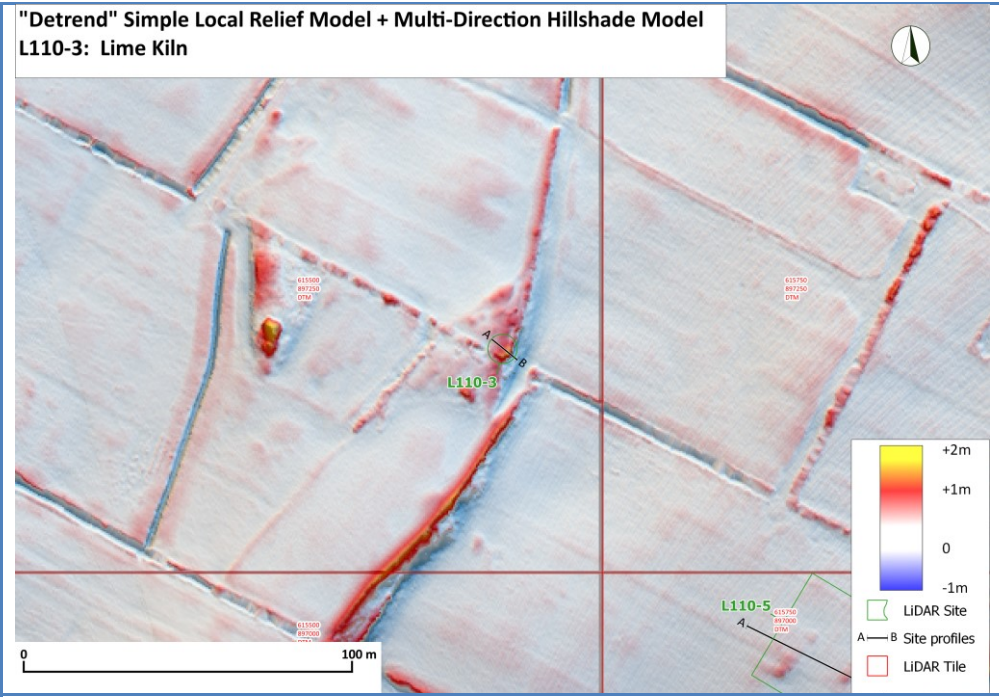 "Detrend" Simple Local Relief Model + Multi-Direction Hillshade Model
L110-3: Lime Kiln
615500
897250
DTM
615750
897250
DTM
A
B
L110-3
+2m
+1m
0
-1m
LiDAR Site
A B Site profiles
LiDAR Tile
L110-5
A
615750
897000
DTM
615500
897000
DTM
0 100 m